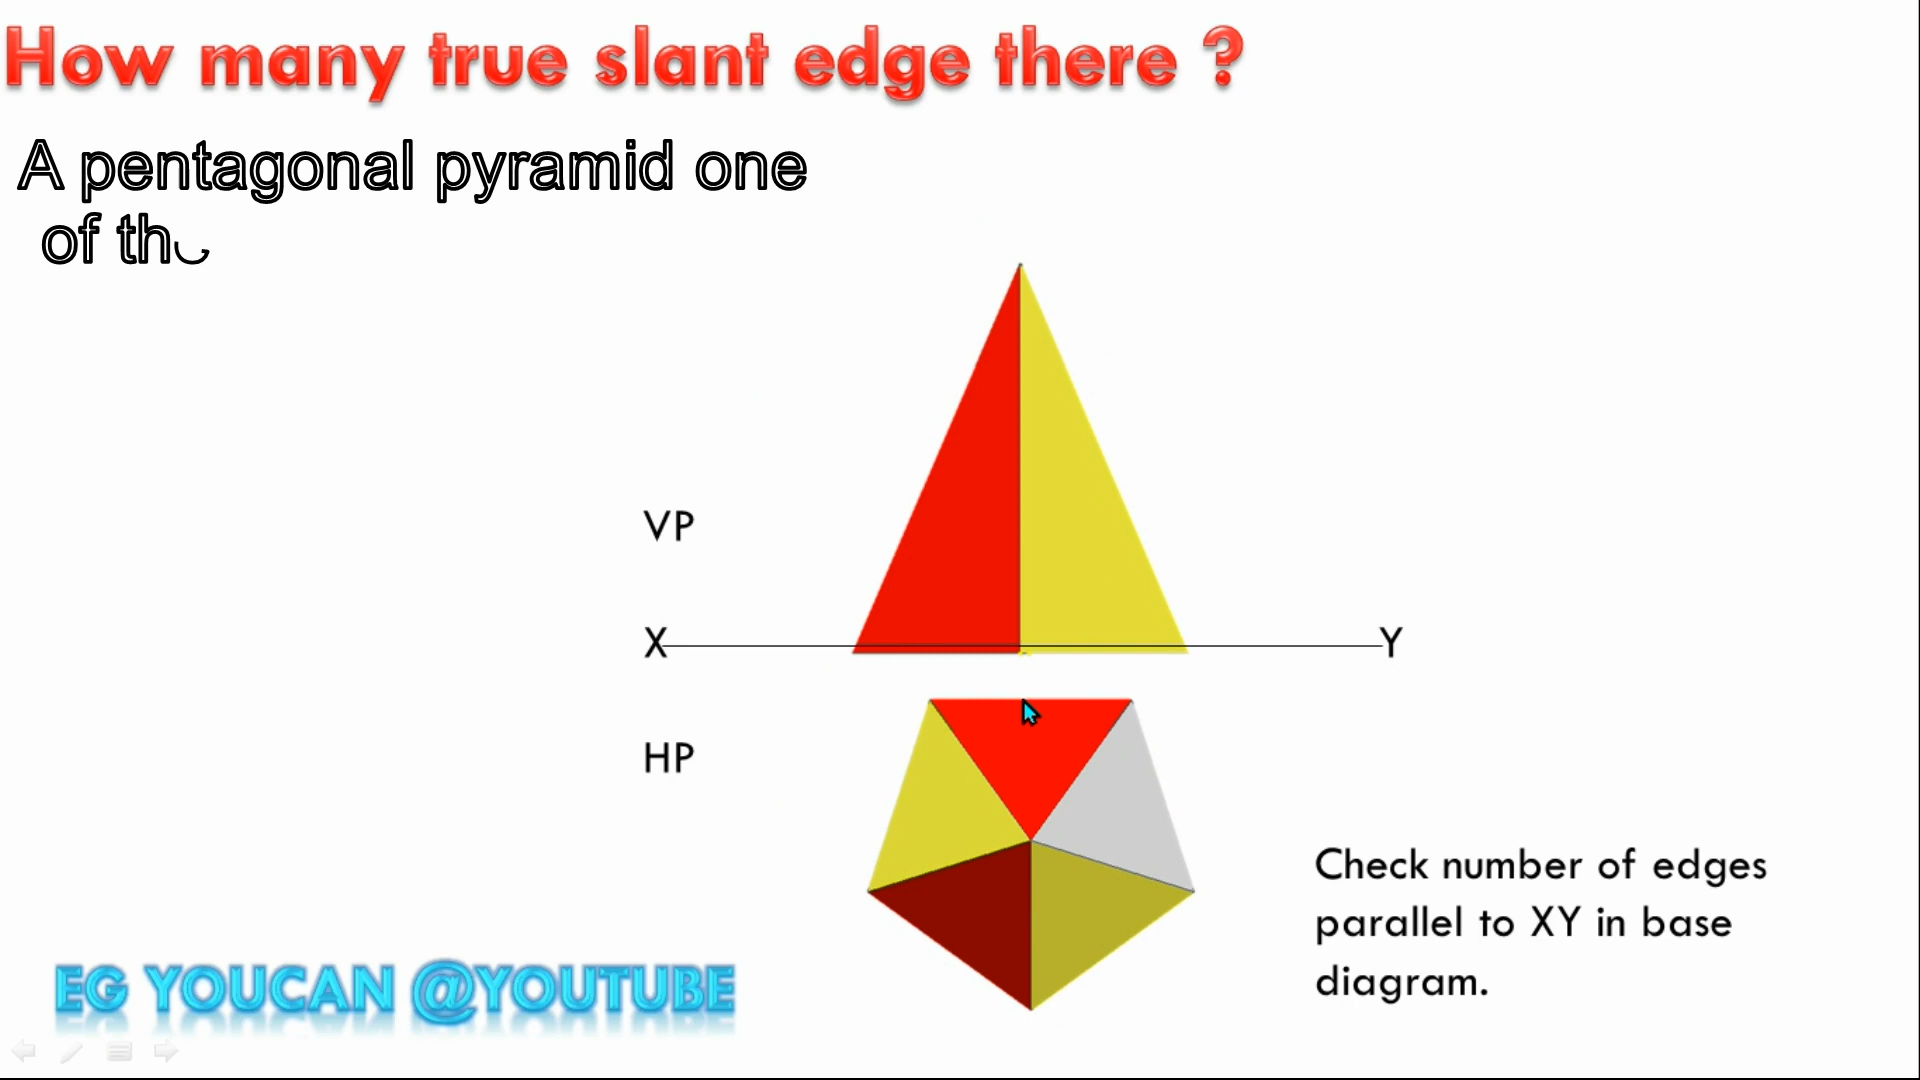 How many true slant edge there ?
A pentagonal pyramid one
of the
VP
X
Y
HP
Check number of edges
parallel to XY in base
diagram.
EG YOUCAN @YOUTUBE